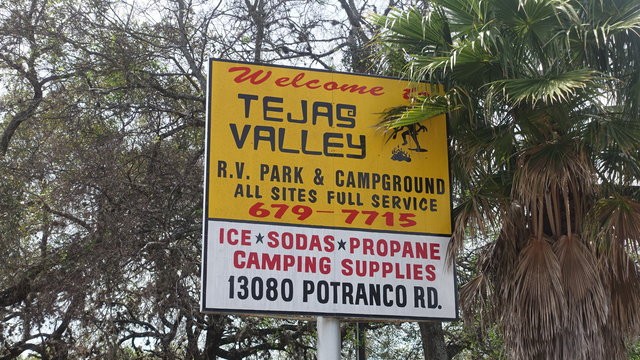 Welcome to
TEJAS
VALLEY
R.V. PARK & CAMPGROUND
ALL SITES FULL SERVICE
679-7715
ICE★SODAS★PROPANE
CAMPING SUPPLIES
13080 POTRANCO RD.